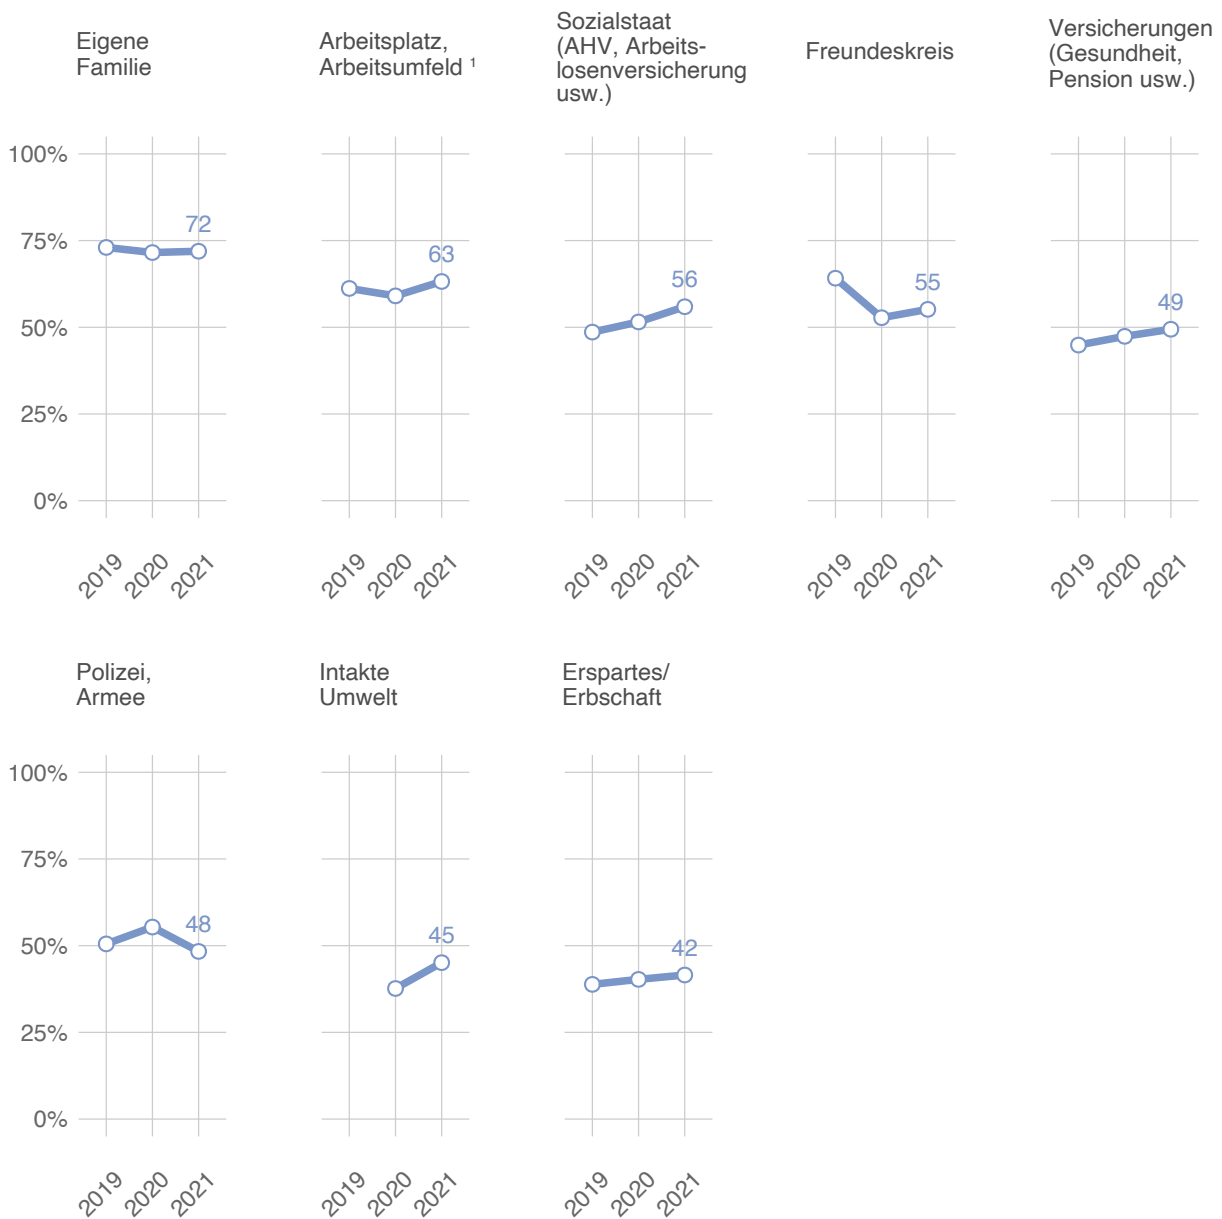 Eigene
Familie
Arbeitsplatz,
Arbeitsumfeld ¹
Sozialstaat
(AHV, Arbeits-
losenversicherung
usw.)
Freundeskreis
Versicherungen
(Gesundheit,
Pension usw.)
100%
75%
50%
25%
0%
72
63
56
55
49
2019 2020 2021
2019 2020 2021
2019 2020 2021
2019 2020 2021
2019 2020 2021
Polizei,
Armee
Intakte
Umwelt
Erspartes/
Erbschaft
100%
75%
50%
25%
0%
48
45
42
2019 2020 2021
2019 2020 2021
2019 2020 2021